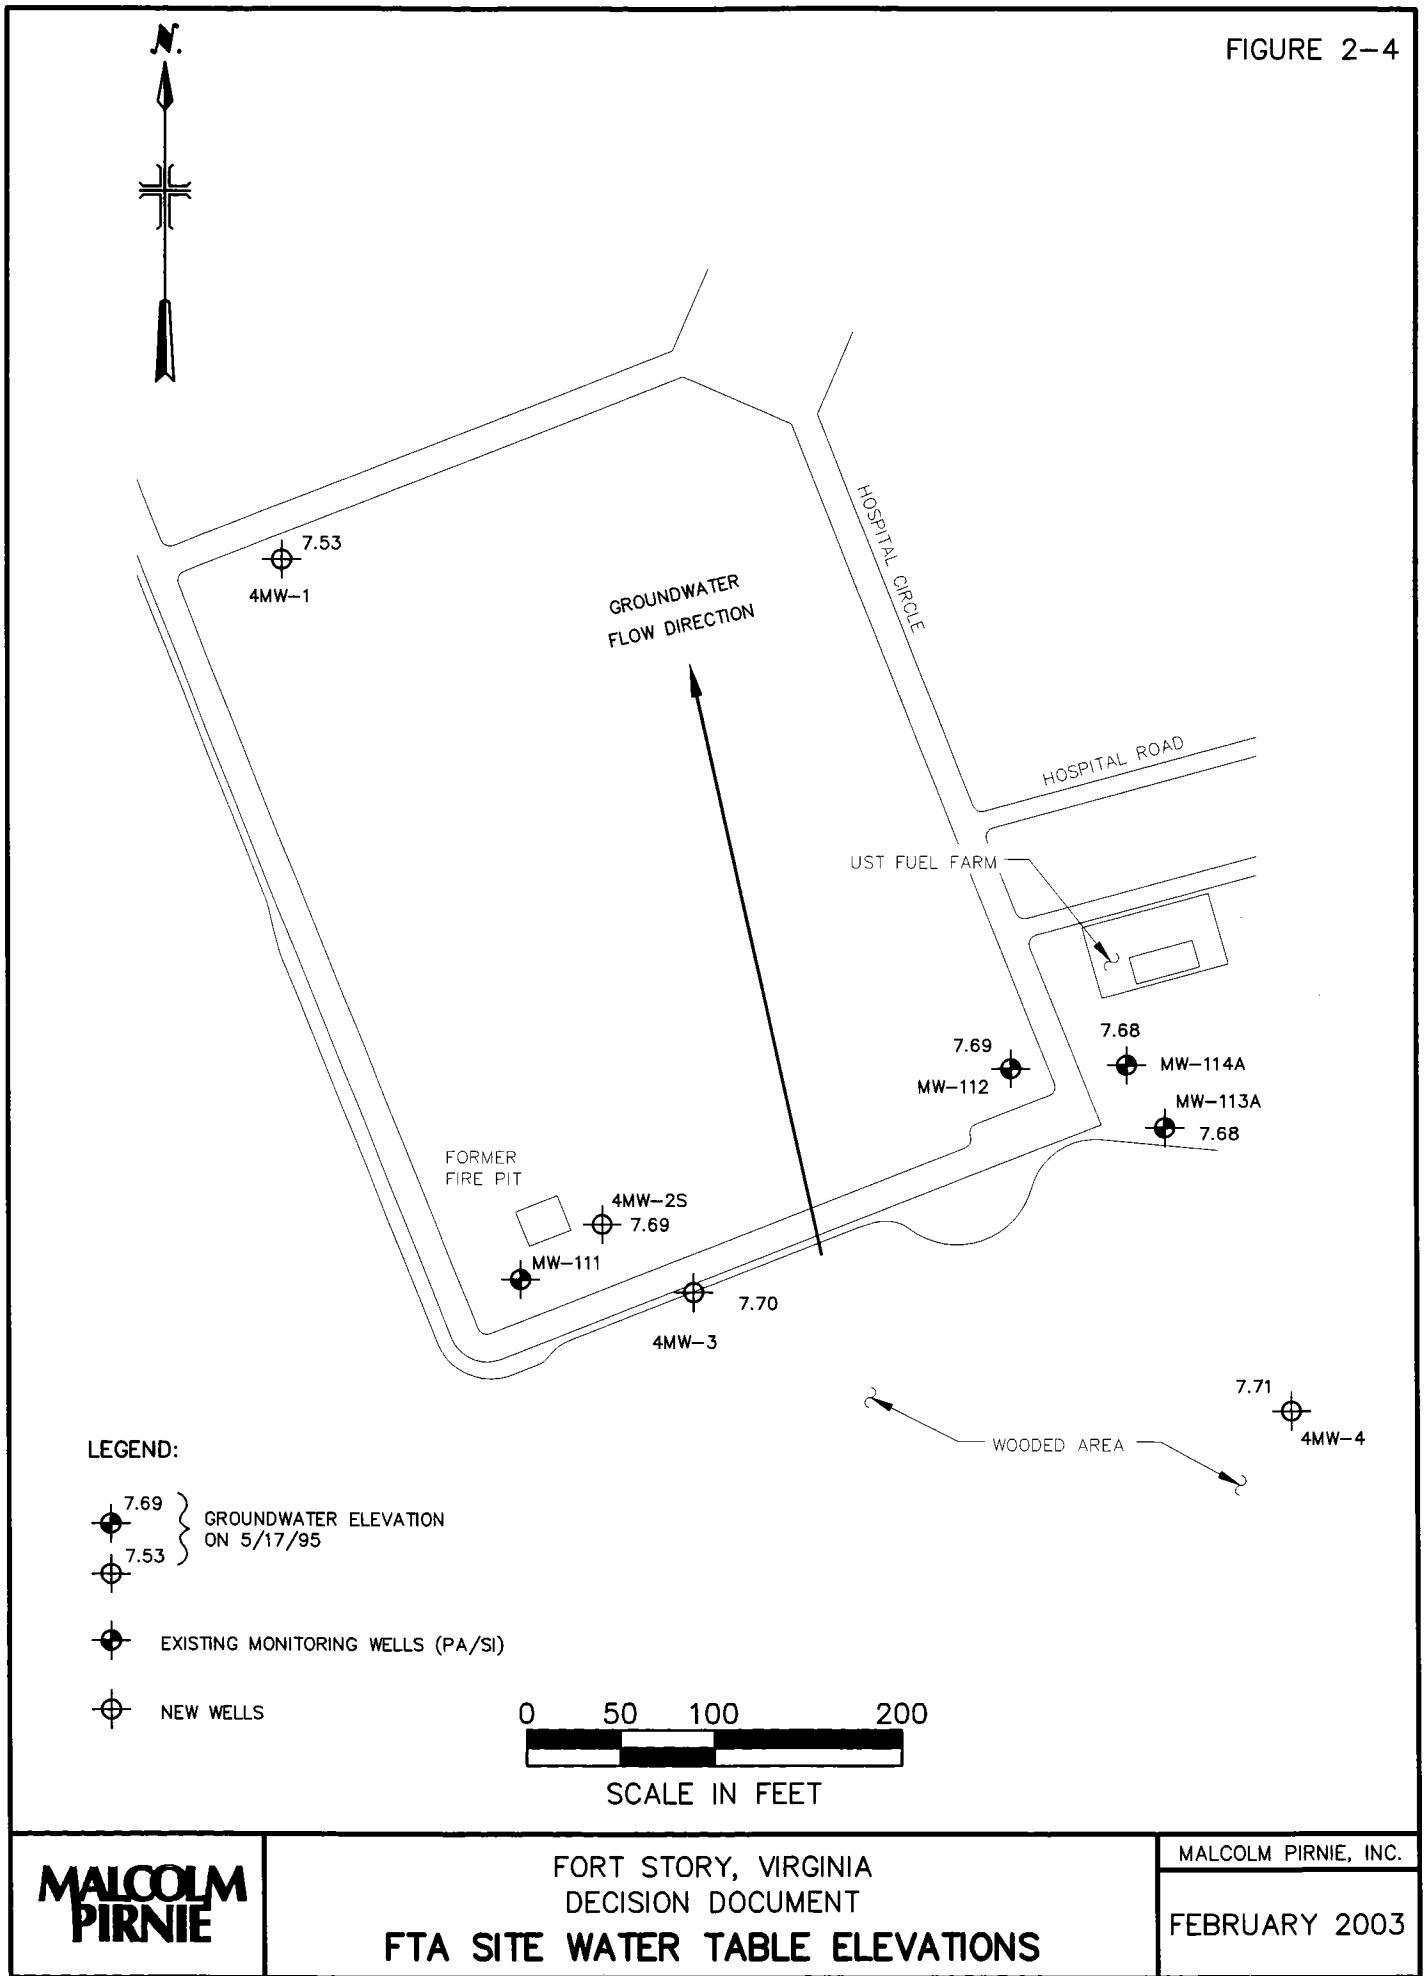 N.
FIGURE 2-4
7.53
4MW-1
GROUNDWATER
FLOW DIRECTION
HOSPITAL CIRCLE
HOSPITAL ROAD
UST FUEL FARM
7.69
MW-112
7.68
MW-114A
MW-113A
7.68
FORMER
FIRE PIT
4MW-2S
7.69
MW-111
7.70
4MW-3
7.71
4MW-4
WOODED AREA
LEGEND:
7.69
7.53
GROUNDWATER ELEVATION
ON 5/17/95
EXISTING MONITORING WELLS (PA/SI)
NEW WELLS
0 50 100 200
SCALE IN FEET
MALCOLM
PIRNIE
FORT STORY, VIRGINIA
DECISION DOCUMENT
FTA SITE WATER TABLE ELEVATIONS
MALCOLM PIRNIE, INC.
FEBRUARY 2003